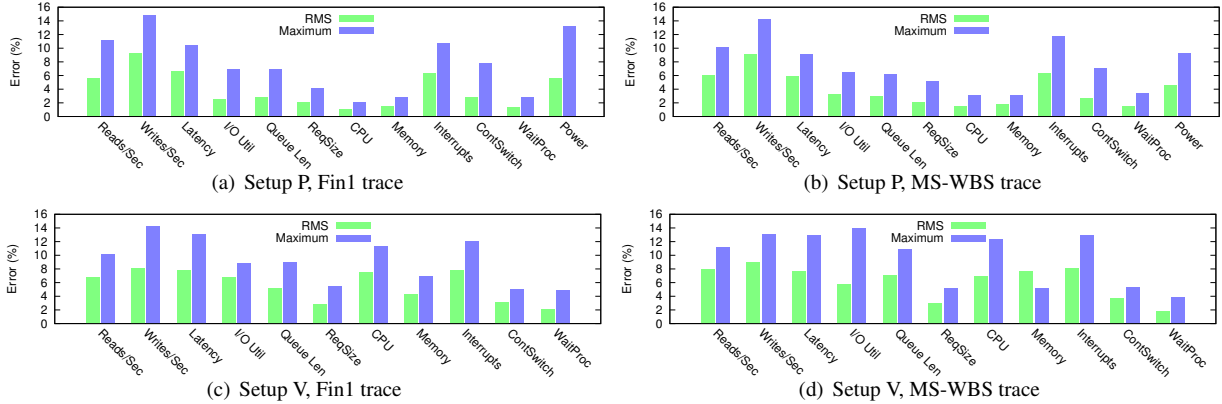 16
14
12
10
8
6
4
2
0
Error (%)
RMS
Maximum
Reads/Sec
Writes/Sec
Latency
I/O Util
Queue Len
ReqSize
CPU
Memory
Interrupts
ContSwitch
WaitProc
Power
(a) Setup P, Fin1 trace
16
14
12
10
8
6
4
2
0
Error (%)
RMS
Maximum
Reads/Sec
Writes/Sec
Latency
I/O Util
Queue Len
ReqSize
CPU
Memory
Interrupts
ContSwitch
WaitProc
Power
(b) Setup P, MS-WBS trace
16
14
12
10
8
6
4
2
0
Error (%)
RMS
Maximum
Reads/Sec
Writes/Sec
Latency
I/O Util
Queue Len
ReqSize
CPU
Memory
Interrupts
ContSwitch
WaitProc
(c) Setup V, Fin1 trace
16
14
12
10
8
6
4
2
0
Error (%)
RMS
Maximum
Reads/Sec
Writes/Sec
Latency
I/O Util
Queue Len
ReqSize
CPU
Memory
Interrupts
ContSwitch
WaitProc
(d) Setup V, MS-WBS trace